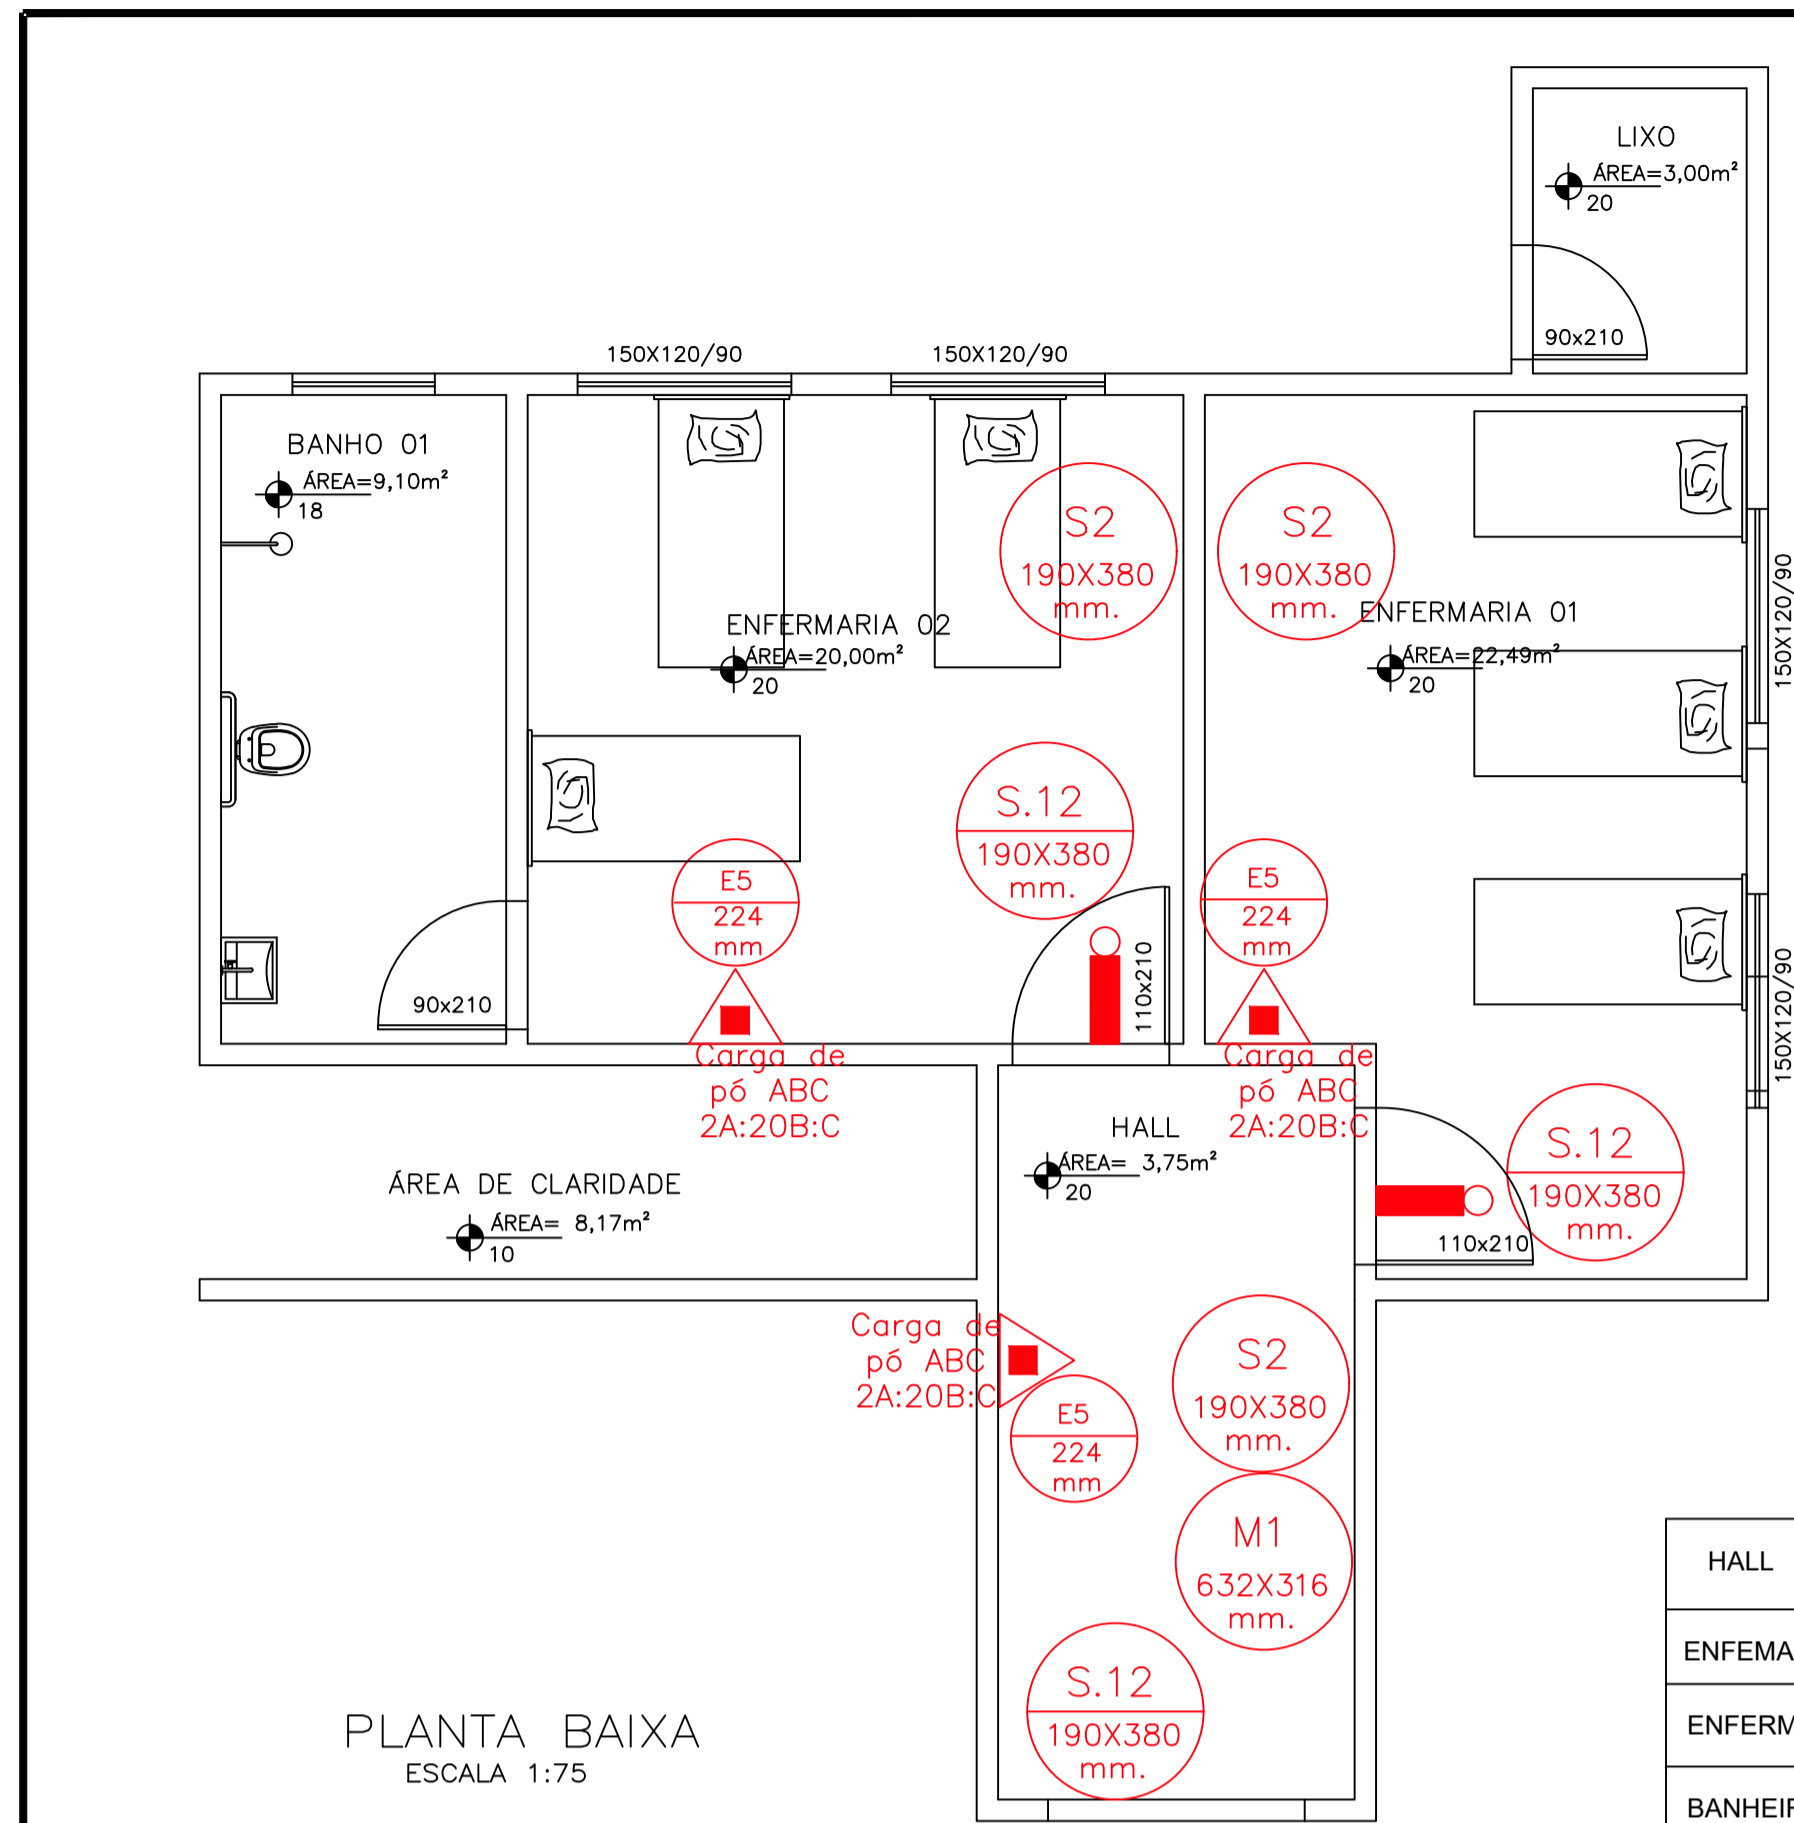 LIXO
ÁREA=3,00m²
20
90x210
150X120/90
150X120/90
BANHO 01
ÁREA=9,10m²
18
S2
190X380
mm.
S2
190X380
mm.
ENFERMARIA 02
ÁREA=20,00m²
20
ENFERMARIA 01
ÁREA=22,49m²
20
150X120/90
S.12
190X380
mm.
E5
224
mm
E5
224
mm
90x210
110x210
150X120/90
Carga de
pó ABC
2A:20B:C
Carga de
pó ABC
2A:20B:C
HALL
ÁREA= 3,75m²
20
S.12
190X380
mm.
110x210
ÁREA DE CLARIDADE
ÁREA= 8,17m²
10
Carga de
pó ABC
2A:20B:C
E5
224
mm
S2
190X380
mm.
M1
632X316
mm.
S.12
190X380
mm.
PLANTA BAIXA
ESCALA 1:75
HALL
ENFEMA
ENFERM
BANHEIR